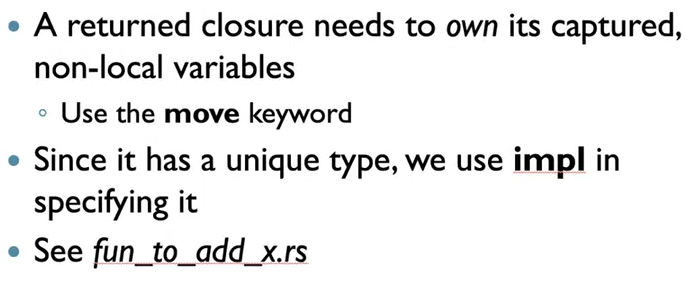 • A returned closure needs to own its captured,
non-local variables
◦ Use the move keyword
• Since it has a unique type, we use impl in
specifying it
• See fun_to_add_x.rs